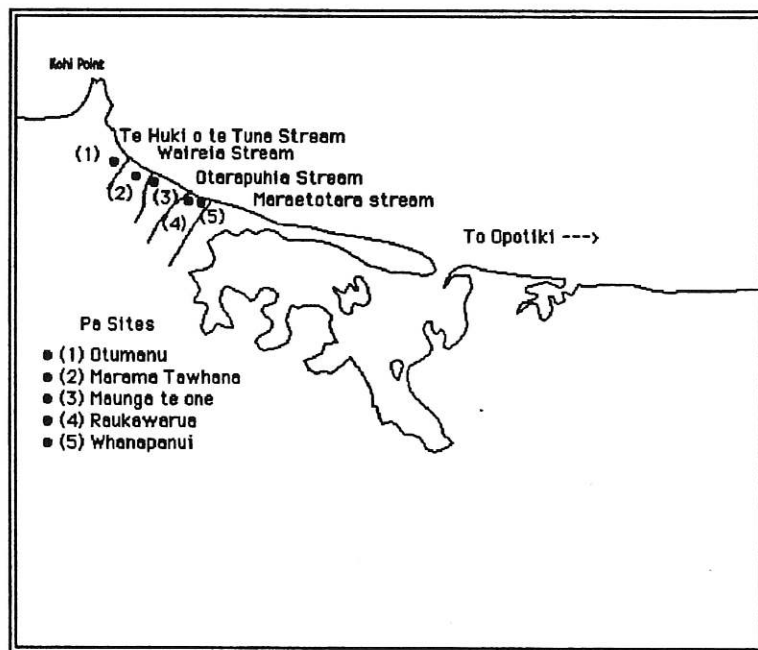 Kohi Point
Te Huki o te Tuna Stream
(1) Waireia Stream
(2) Otarapuhia Stream
(3) Maraetotara stream
(4) (5)
To Opotiki --->
Pa Sites
(1) Otumanu
(2) Marama Tawhana
(3) Maunga te one
(4) Raukawarua
(5) Whanapanui